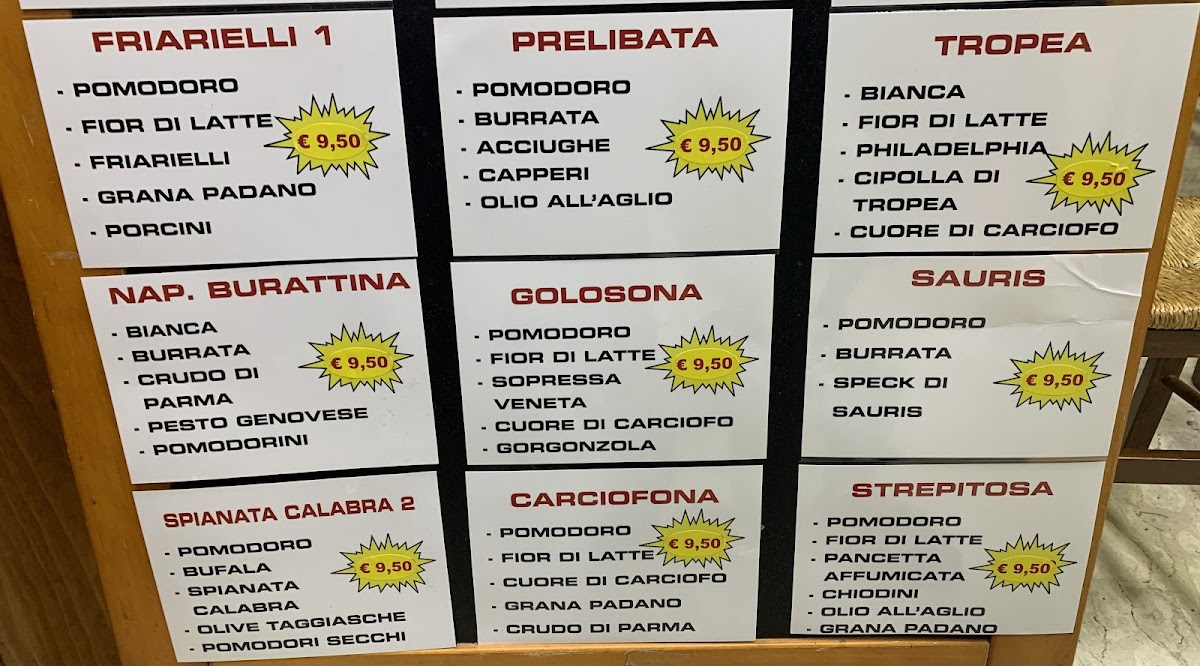 FRIARIELLI 1
- POMODORO
- FIOR DI LATTE
- FRIARIELLI
- GRANA PADANO
- PORCINI
€ 9,50
PRELIBATA
- POMODORO
- BURRATA
- ACCIUGHE
- CAPPERI
- OLIO ALL'AGLIO
€ 9,50
TROPEA
- BIANCA
- FIOR DI LATTE
- PHILADELPHIA
- CIPOLLA DI
TROPEA
- CUORE DI CARCIOFO
€ 9,50
NAP. BURATTINA
- BIANCA
- BURRATA
- CRUDO DI
PARMA
- PESTO GENOVESE
- POMODORINI
€ 9,50
GOLOSONA
- POMODORO
- FIOR DI LATTE
- SOPRESSA
VENETA
- CUORE DI CARCIOFO
- GORGONZOLA
€ 9,50
SAURIS
- POMODORO
- BURRATA
- SPECK DI
SAURIS
€ 9,50
SPIANATA CALABRA 2
- POMODORO
- BUFALA
- SPIANATA
CALABRA
- OLIVE TAGGIASCHE
- POMODORI SECCHI
€ 9,50
CARCIOFONA
- POMODORO
- FIOR DI LATTE
- CUORE DI CARCIOFO
- GRANA PADANO
- CRUDO DI PARMA
€ 9,50
STREPITOSA
- POMODORO
- FIOR DI LATTE
- PANCETTA
AFFUMICATA
- CHIODINI
- OLIO ALL'AGLIO
- GRANA PADANO
€ 9,50